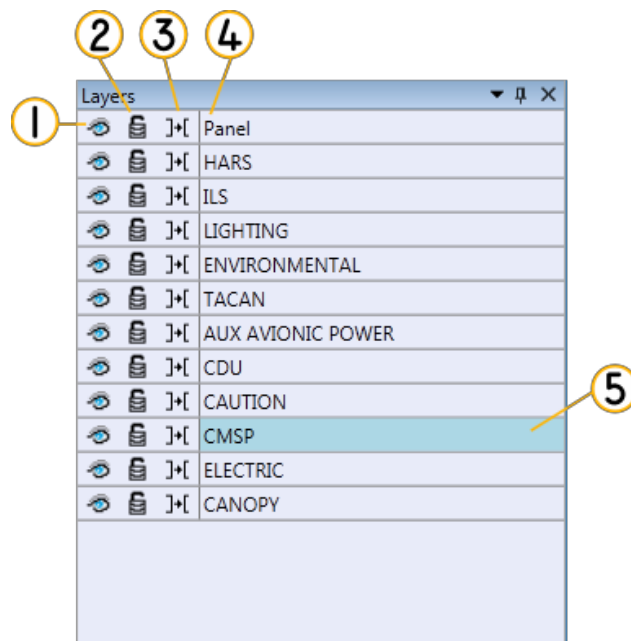 2 3 4
Layers
1
Panel
HARS
ILS
LIGHTING
ENVIRONMENTAL
TACAN
AUX AVIONIC POWER
CDU
CAUTION
5
CMSP
ELECTRIC
CANOPY